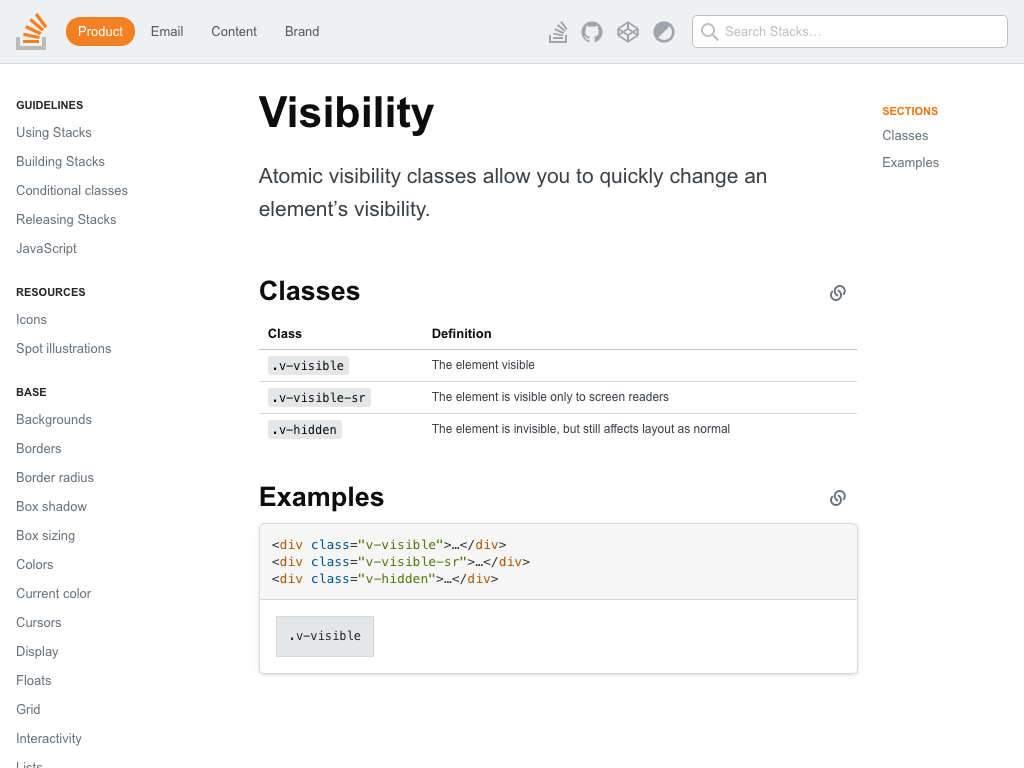 Product
Email
Content
Brand
Search Stacks…
GUIDELINES
Using Stacks
Building Stacks
Conditional classes
Releasing Stacks
JavaScript
RESOURCES
Icons
Spot illustrations
BASE
Backgrounds
Borders
Border radius
Box shadow
Box sizing
Colors
Current color
Cursors
Display
Floats
Grid
Interactivity
Lists
Visibility
Atomic visibility classes allow you to quickly change an
element’s visibility.
Classes
Class Definition
.v-visible The element visible
.v-visible-sr The element is visible only to screen readers
.v-hidden The element is invisible, but still affects layout as normal
Examples
<div class="v-visible">…</div>
<div class="v-visible-sr">…</div>
<div class="v-hidden">…</div>
.v-visible
SECTIONS
Classes
Examples